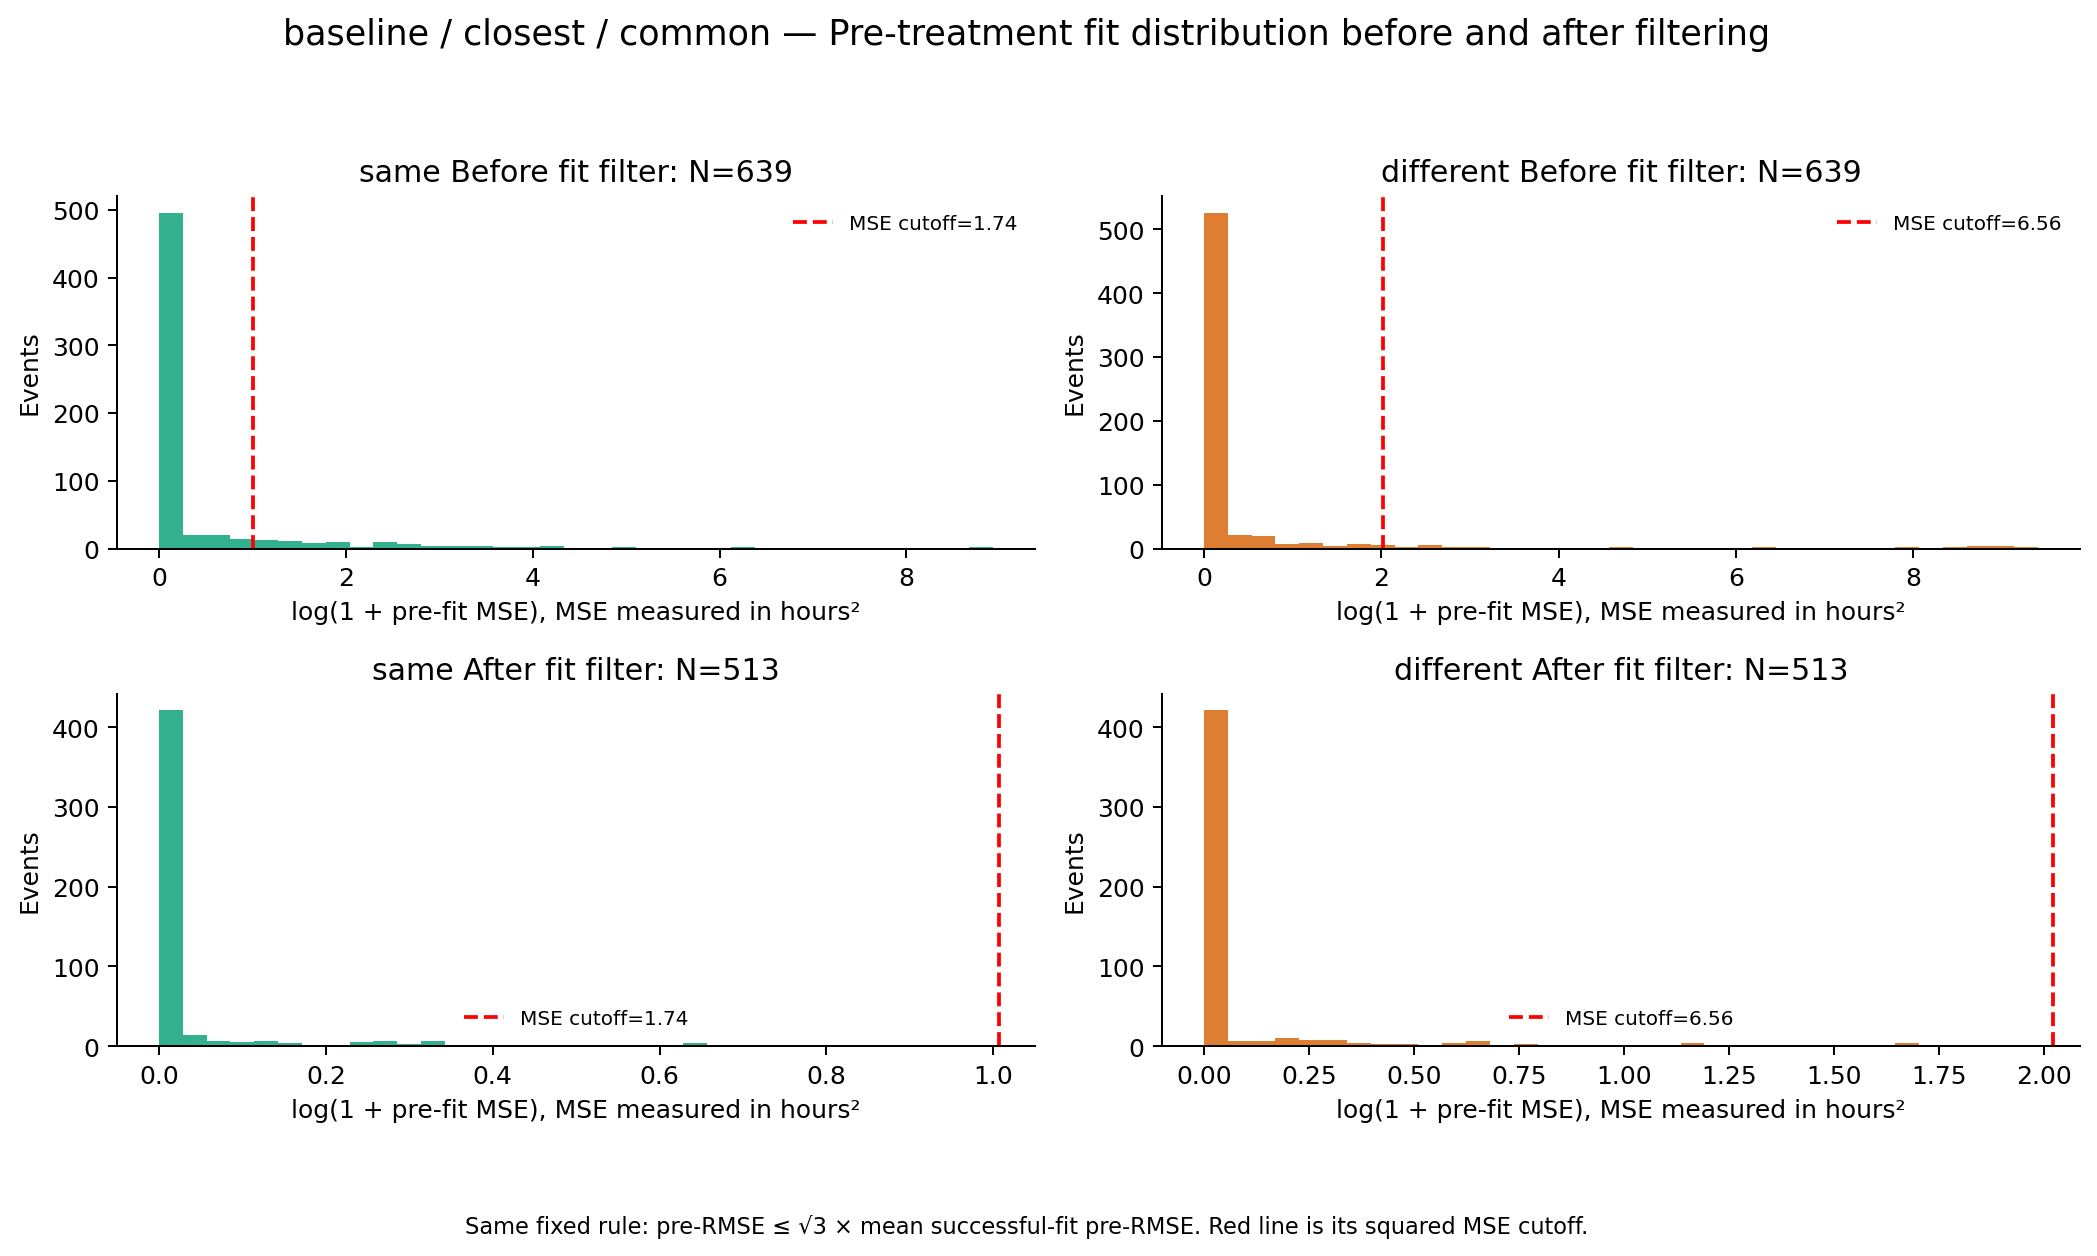 baseline / closest / common — Pre-treatment fit distribution before and after filtering
same Before fit filter: N=639
MSE cutoff=1.74
Events
500
400
300
200
100
0
0 2 4 6 8
log(1 + pre-fit MSE), MSE measured in hours²
different Before fit filter: N=639
MSE cutoff=6.56
Events
500
400
300
200
100
0
0 2 4 6 8
log(1 + pre-fit MSE), MSE measured in hours²
same After fit filter: N=513
Events
400
300
200
100
0
MSE cutoff=1.74
0.0 0.2 0.4 0.6 0.8 1.0
log(1 + pre-fit MSE), MSE measured in hours²
different After fit filter: N=513
Events
400
300
200
100
0
MSE cutoff=6.56
0.00 0.25 0.50 0.75 1.00 1.25 1.50 1.75 2.00
log(1 + pre-fit MSE), MSE measured in hours²
Same fixed rule: pre-RMSE ≤ √3 × mean successful-fit pre-RMSE. Red line is its squared MSE cutoff.